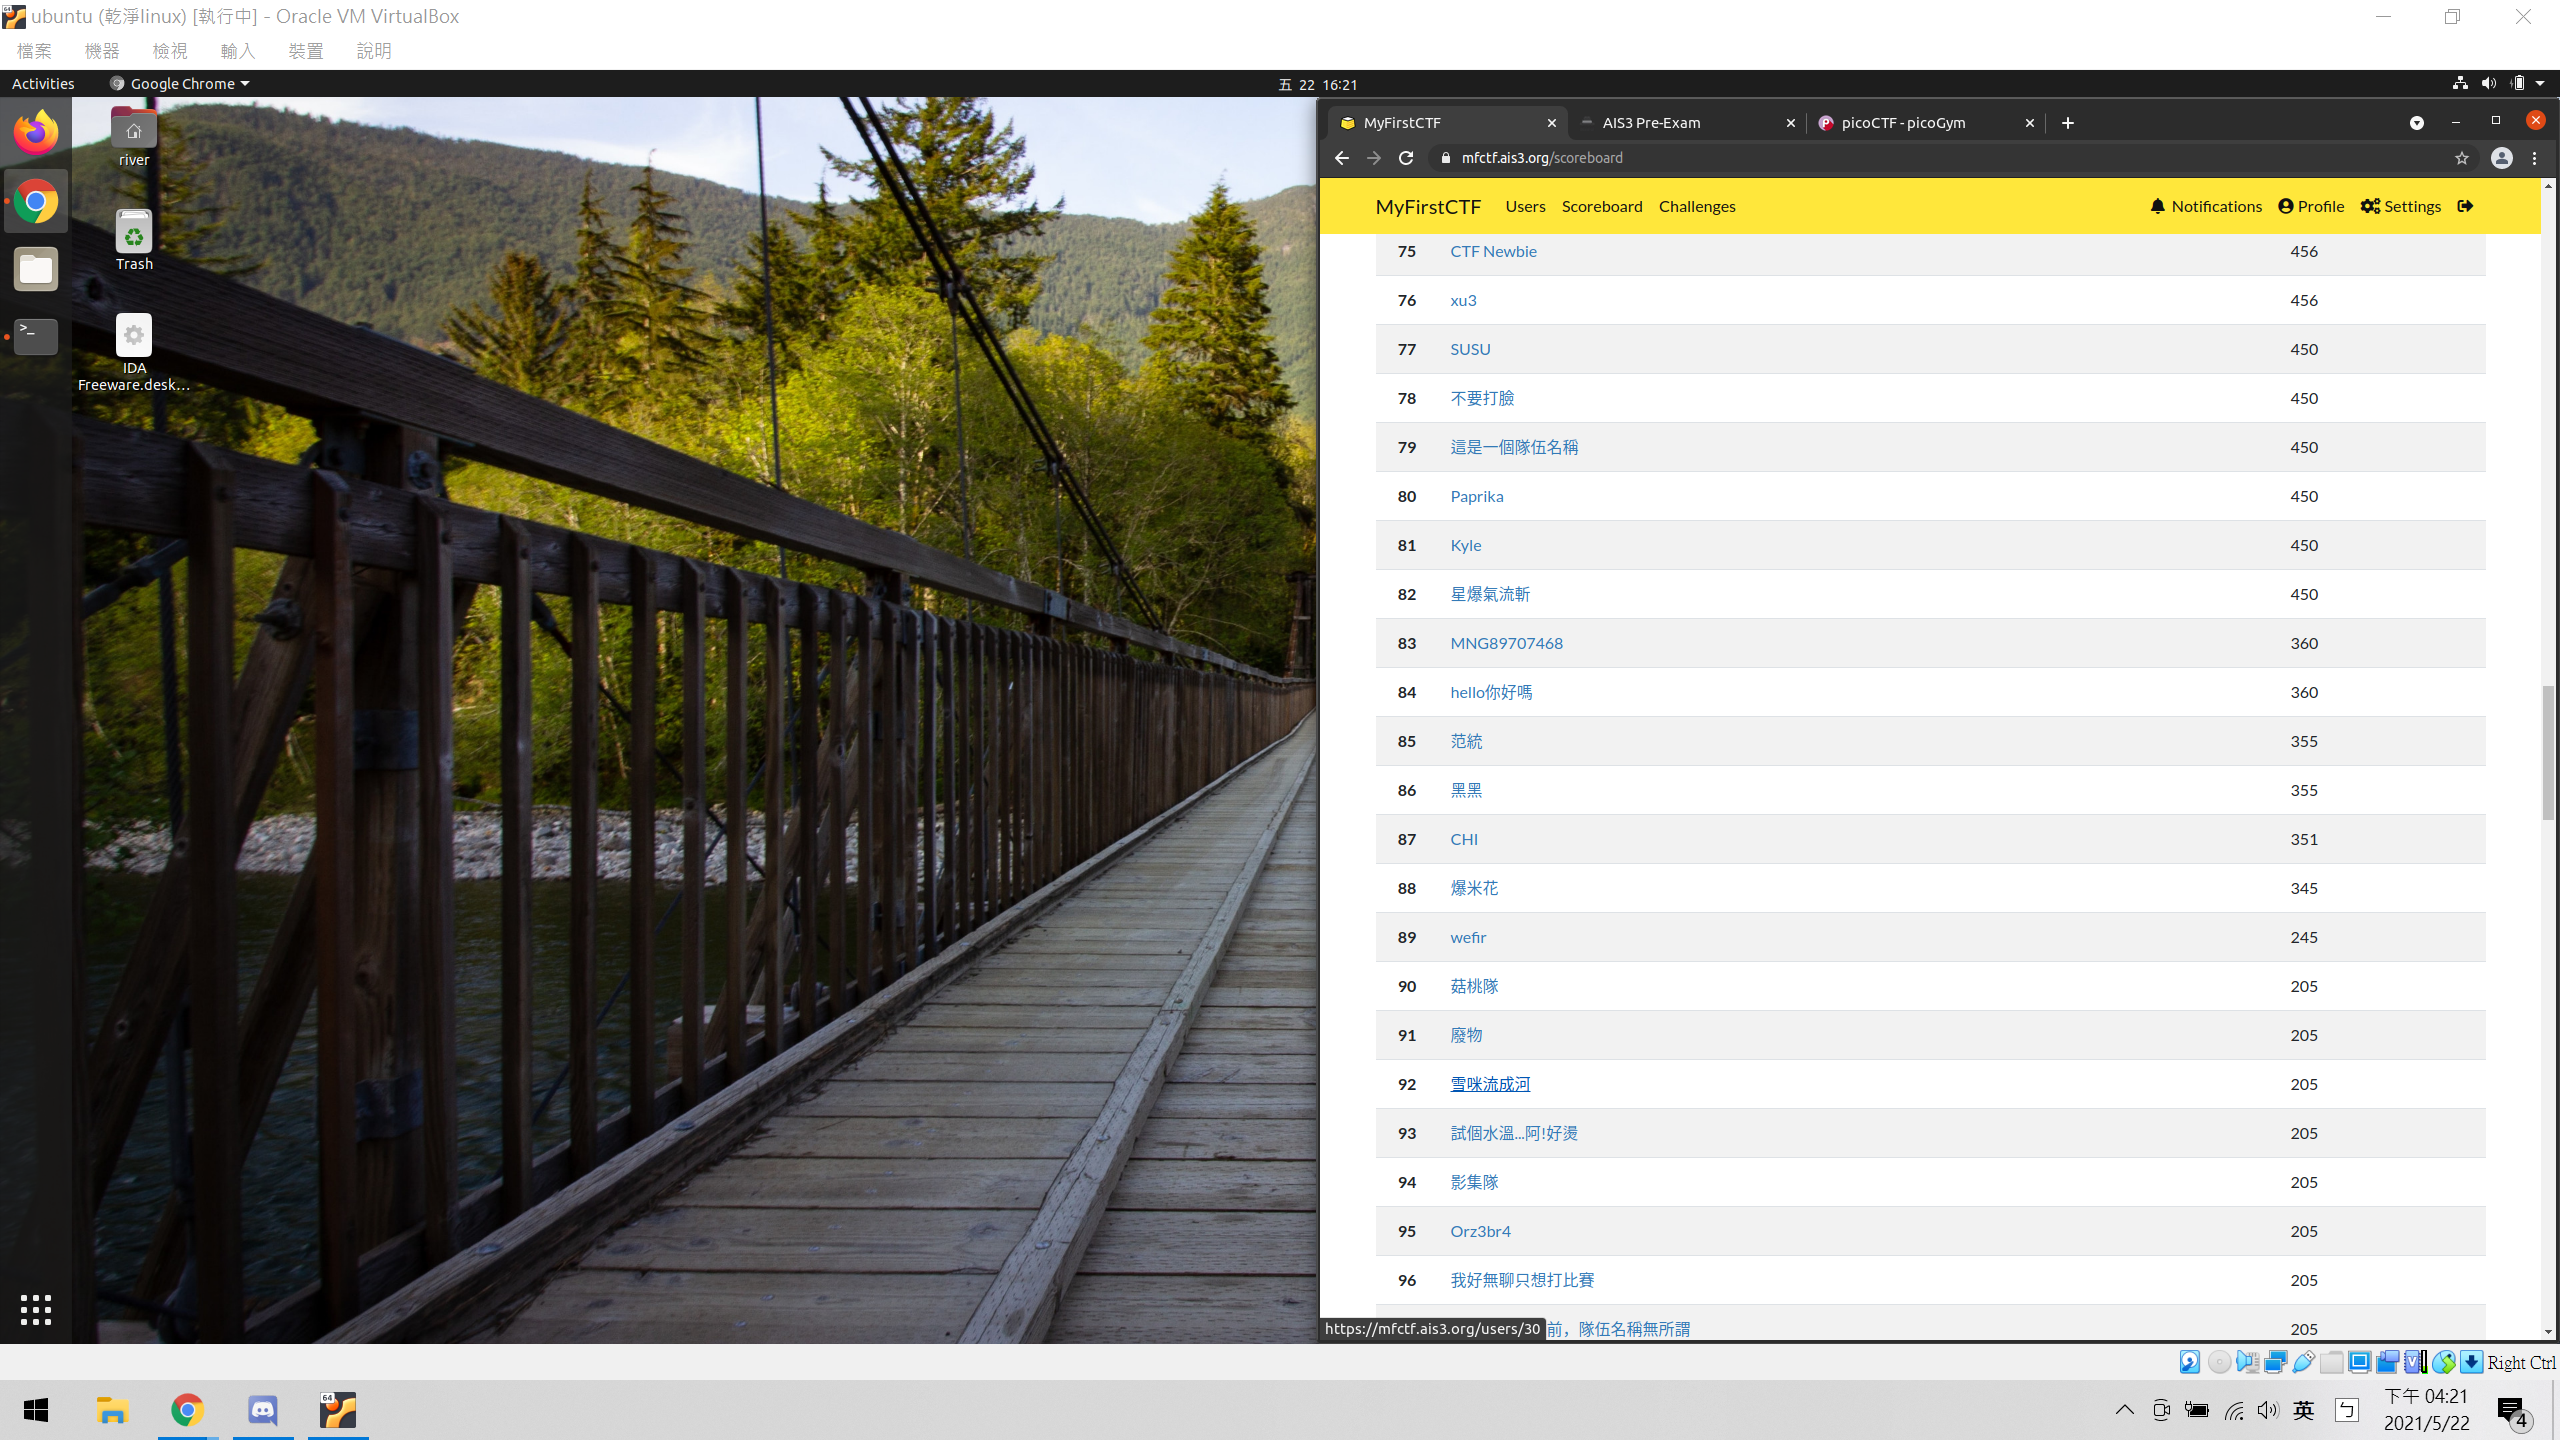 ubuntu (乾淨linux) [執行中] - Oracle VM VirtualBox
檔案 機器 檢視 輸入 裝置 說明
Activities Google Chrome 五 22 16:21
river
Trash
IDA
Freeware.desk…
MyFirstCTF AIS3 Pre-Exam picoCTF - picoGym
mfctf.ais3.org/scoreboard
MyFirstCTF Users Scoreboard Challenges Notifications Profile Settings
75 CTF Newbie 456
76 xu3 456
77 SUSU 450
78 不要打臉 450
79 這是一個隊伍名稱 450
80 Paprika 450
81 Kyle 450
82 星爆氣流斬 450
83 MNG89707468 360
84 hello你好嗎 360
85 范統 355
86 黑黑 355
87 CHI 351
88 爆米花 345
89 wefir 245
90 菇桃隊 205
91 廢物 205
92 雪咪流成河 205
93 試個水溫...阿!好燙 205
94 影集隊 205
95 Orz3br4 205
96 我好無聊只想打比賽 205
https://mfctf.ais3.org/users/30 前，隊伍名稱無所謂 205
Right Ctrl
英 ㄅ 下午 04:21
2021/5/22 4